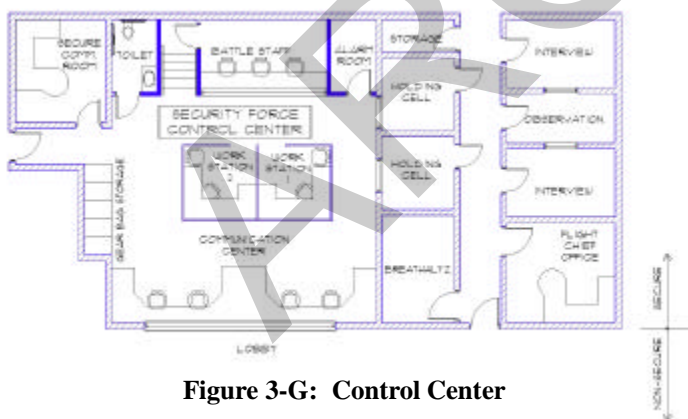 SECURE
COMM.
ROOM
TOILET
BATTLE STAFF
ALARM
ROOM
STORAGE
INTERVIEW
HOLDING
CELL
OBSERVATION
SECURITY FORCE
CONTROL CENTER
WORK
STATION
2
WORK
STATION
1
HOLDING
CELL
INTERVIEW
GEAR BAG STORAGE
COMMUNICATION
CENTER
BREATHALYZ
FLIGHT
CHIEF
OFFICE
SECURE
NON-SECURE
LOBBY
Figure 3-G: Control Center